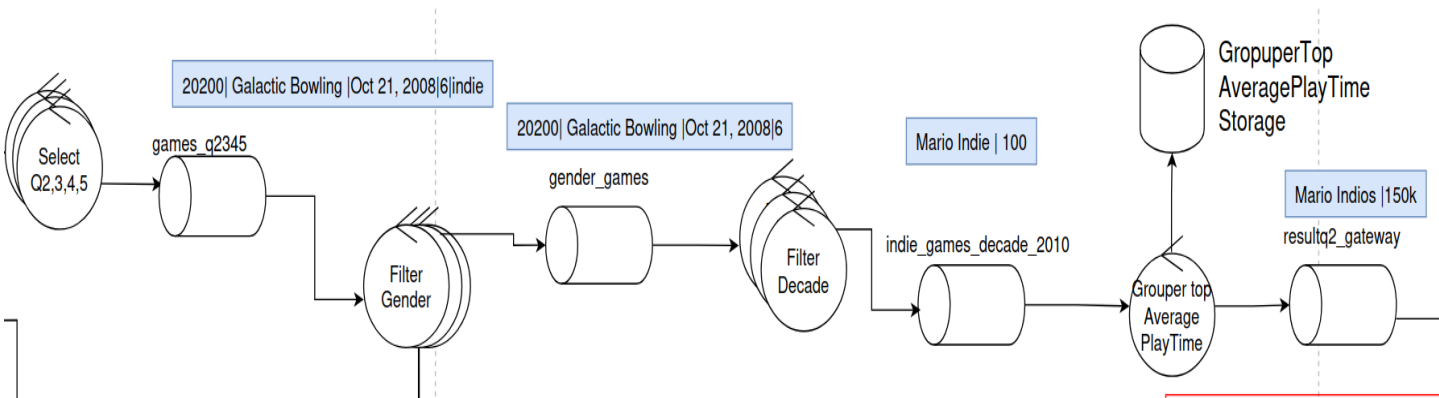 Select
Q2,3,4,5
20200| Galactic Bowling |Oct 21, 2008|6|indie
games_q2345
Filter
Gender
20200| Galactic Bowling |Oct 21, 2008|6
gender_games
Filter
Decade
Mario Indie | 100
indie_games_decade_2010
GropuperTop
AveragePlayTime
Storage
Grouper top
Average
PlayTime
Mario Indios |150k
resultq2_gateway